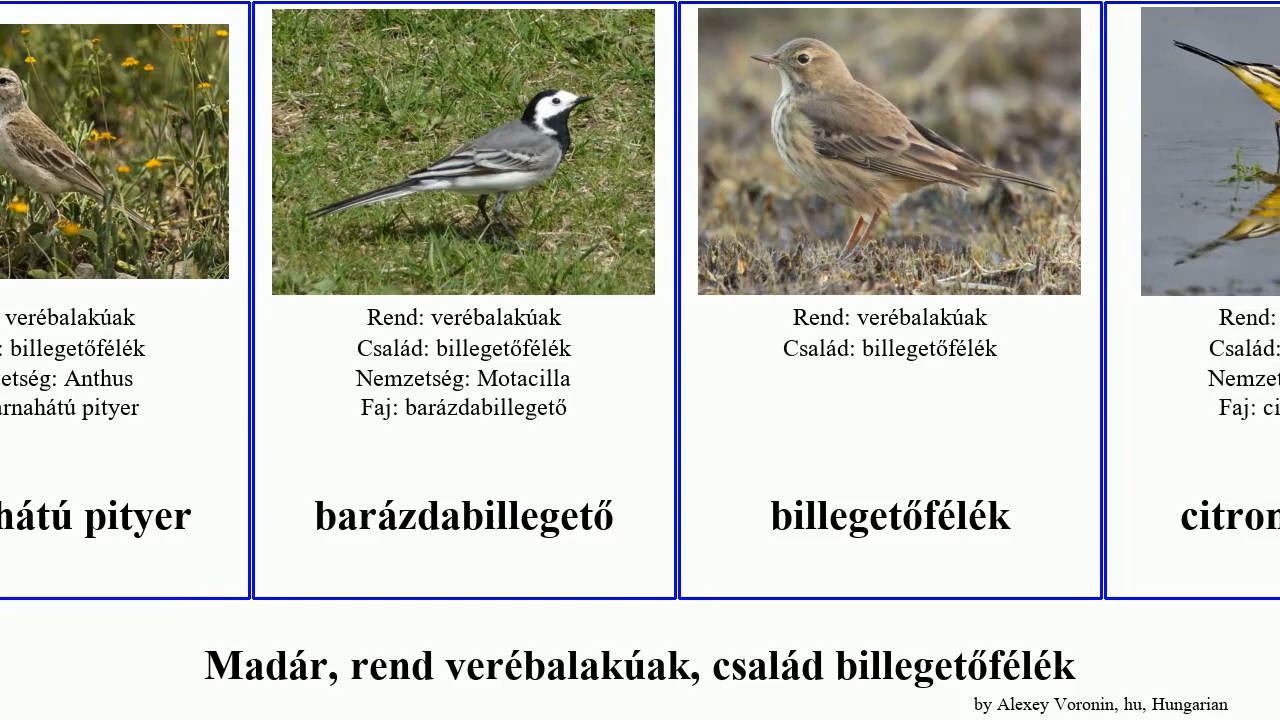 verébalakúak
: billegetőfélék
etség: Anthus
rnahátú pityer
hátú pityer
Rend: verébalakúak
Család: billegetőfélék
Nemzetség: Motacilla
Faj: barázdabillegető
barázdabillegető
Rend: verébalakúak
Család: billegetőfélék
billegetőfélék
Rend:
Család:
Nemzet
Faj: ci
citron
Madár, rend verébalakúak, család billegetőfélék
by Alexey Voronin, hu, Hungarian